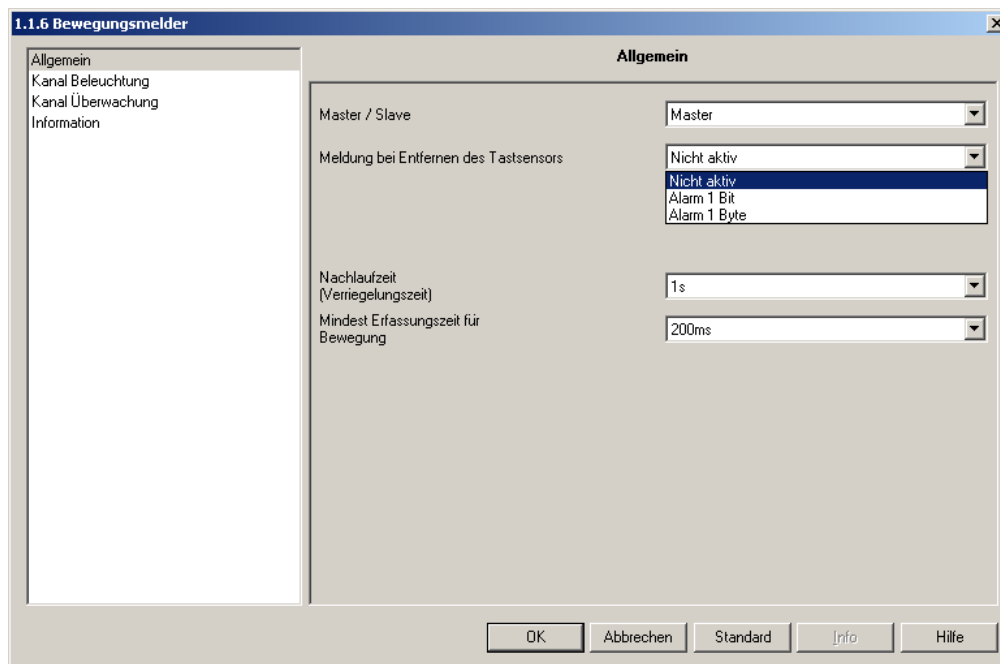 1.1.6 Bewegungsmelder
Allgemein
Kanal Beleuchtung
Kanal Überwachung
Information
Allgemein
Master / Slave
Master
Meldung bei Entfernen des Tastsensors
Nicht aktiv
Nicht aktiv
Alarm 1 Bit
Alarm 1 Byte
Nachlaufzeit
(Verriegelungszeit)
1s
Mindest Erfassungszeit für
Bewegung
200ms
OK
Abbrechen
Standard
Info
Hilfe